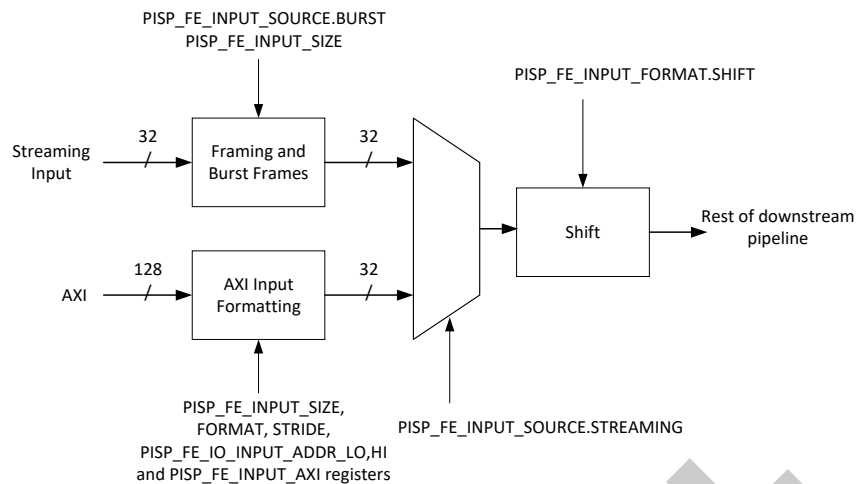 PISP_FE_INPUT_SOURCE.BURST
PISP_FE_INPUT_SIZE
PISP_FE_INPUT_FORMAT.SHIFT
Streaming
Input
32
Framing and
Burst Frames
32
Shift
Rest of downstream
pipeline
AXI
128
AXI Input
Formatting
32
PISP_FE_INPUT_SIZE,
FORMAT, STRIDE,
PISP_FE_IO_INPUT_ADDR_LO,HI
and PISP_FE_INPUT_AXI registers
PISP_FE_INPUT_SOURCE.STREAMING